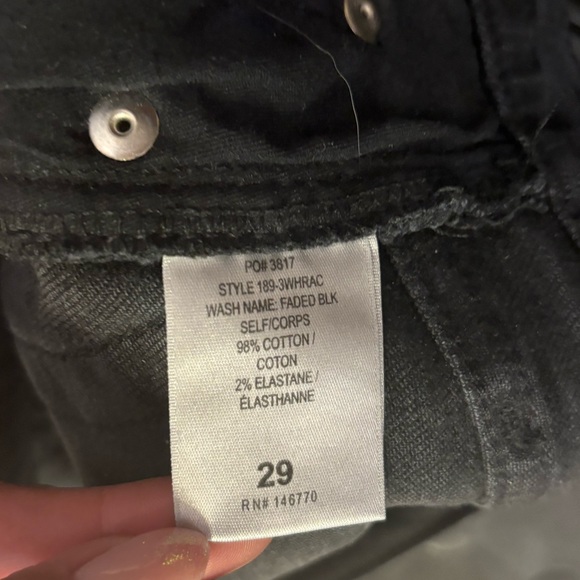 PO# 3817
STYLE 189-3WHRAC
WASH NAME: FADED BLK
SELF/CORPS
98% COTTON /
COTON
2% ELASTANE /
ÉLASTHANNE
29
RN# 146770